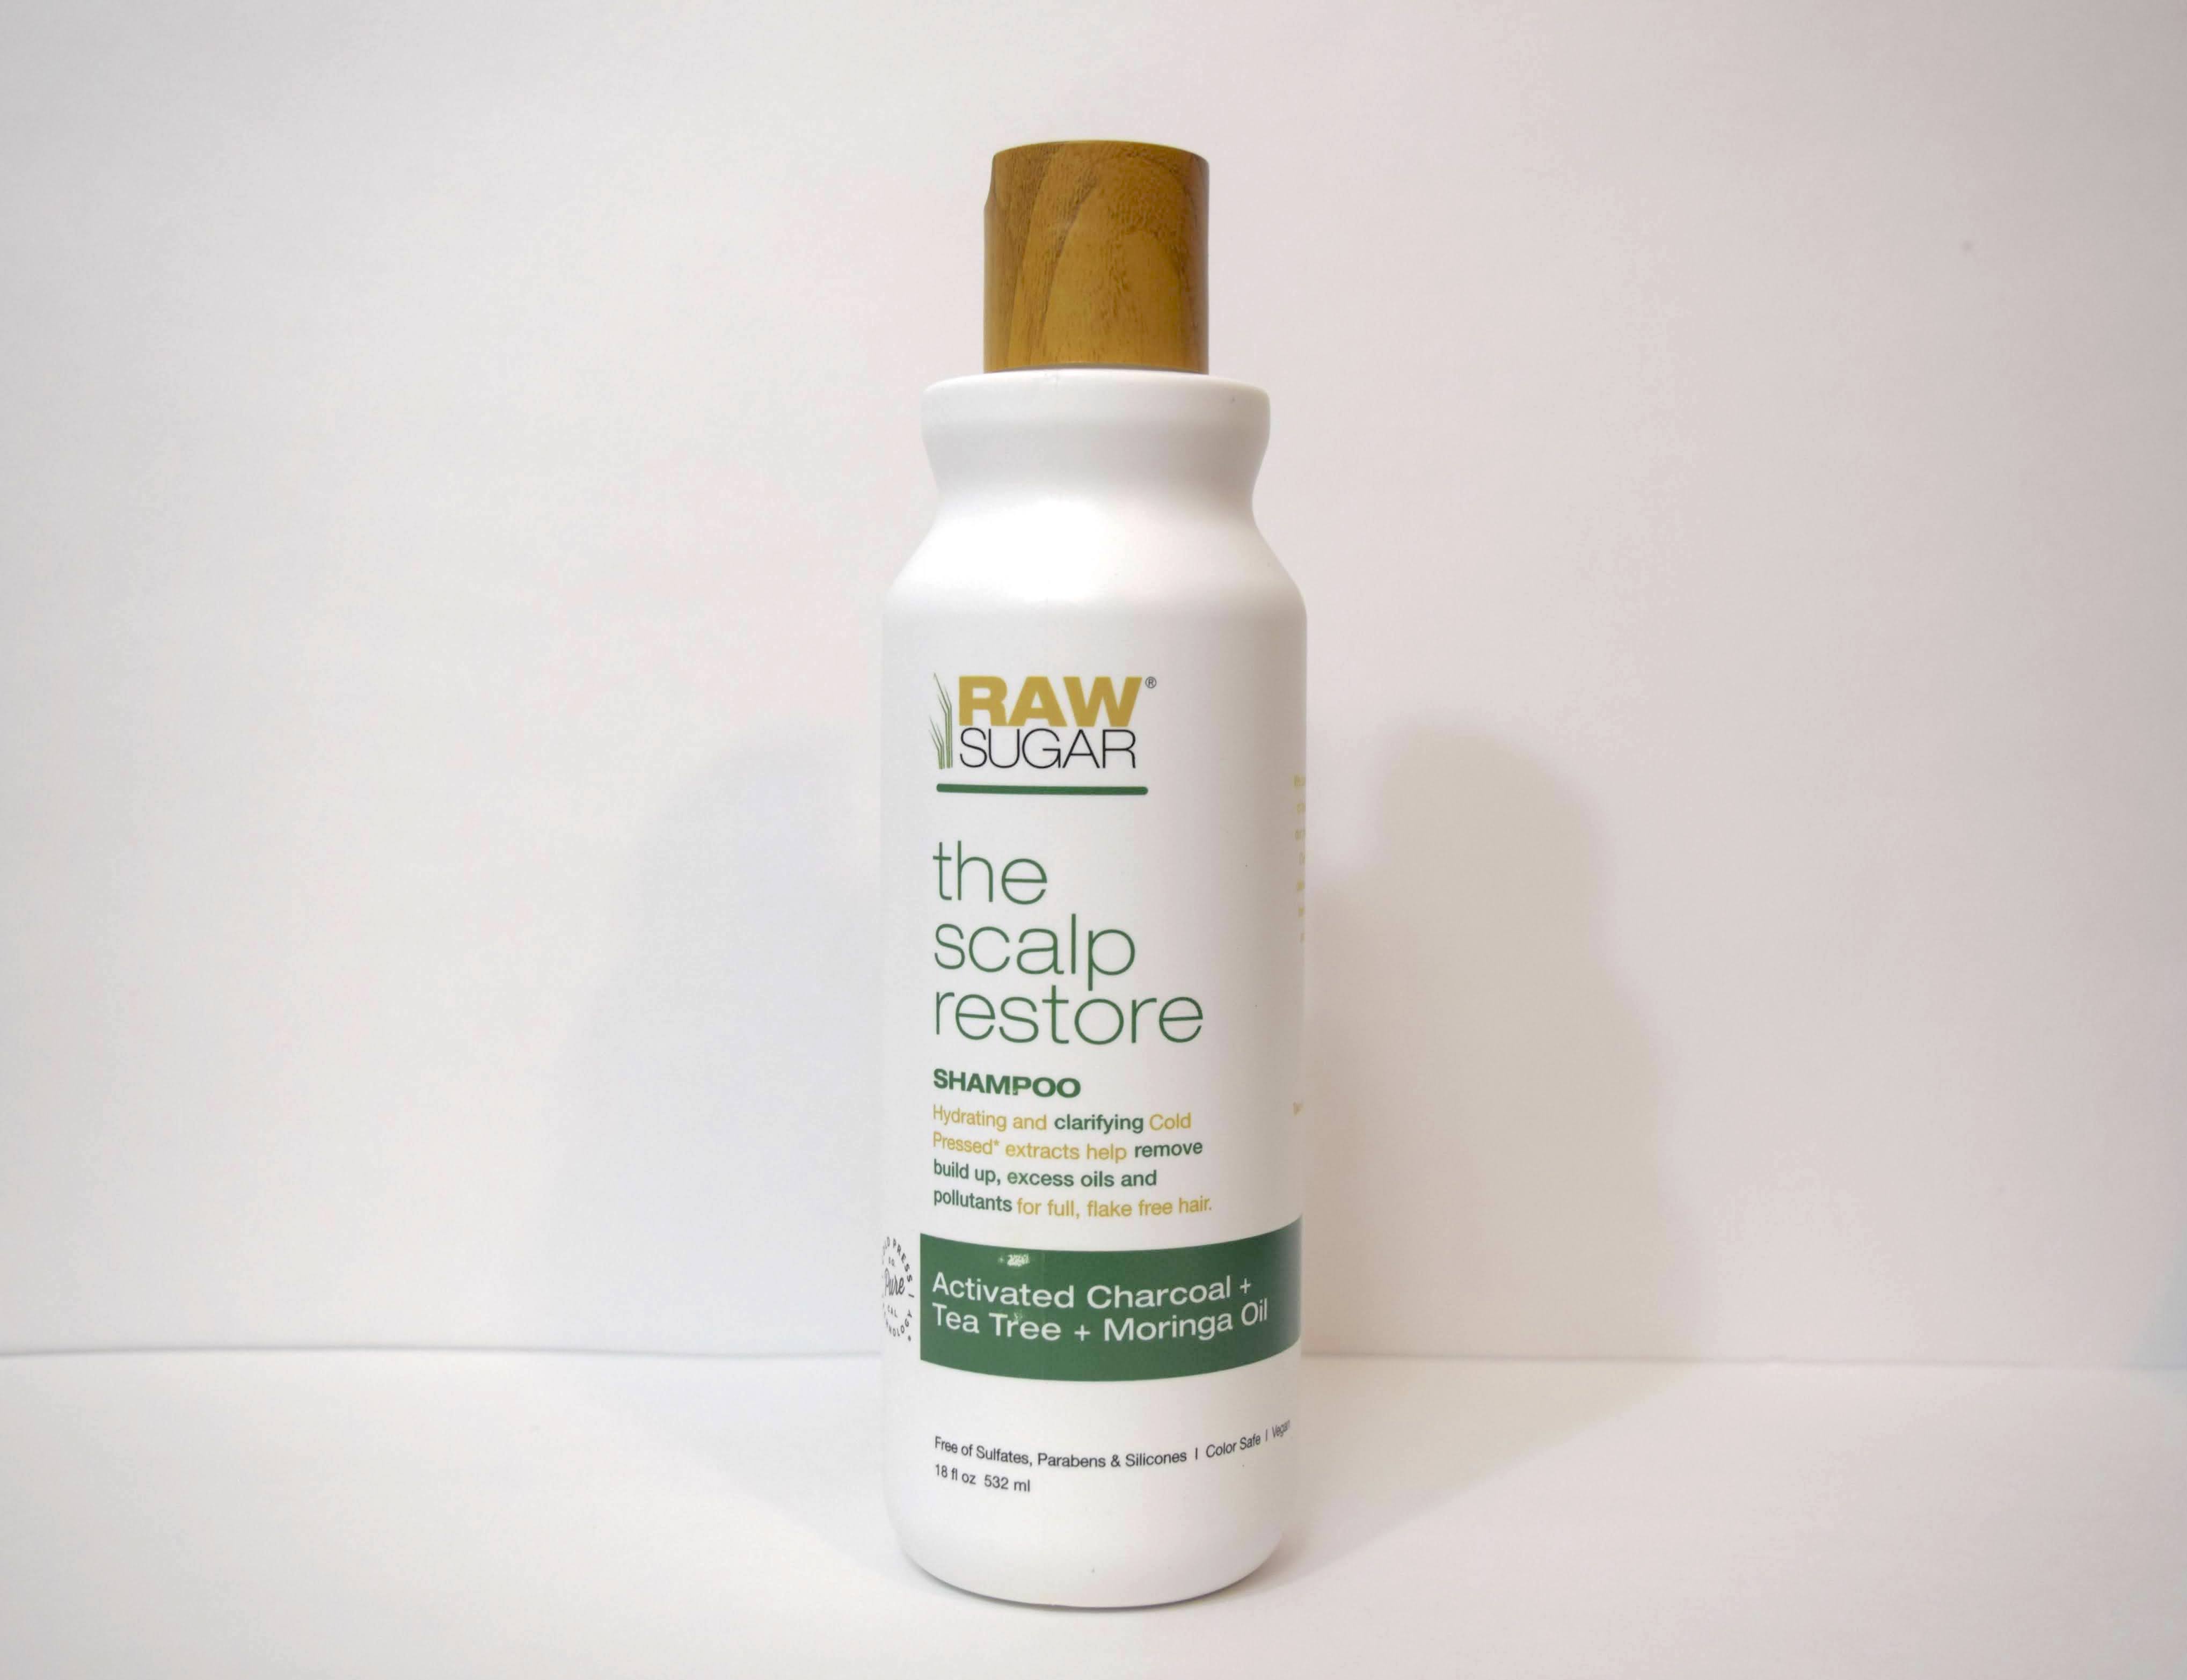 RAW®
SUGAR
the
scalp
restore
SHAMPOO
Hydrating and clarifying Cold
Pressed* extracts help remove
build up, excess oils and
pollutants for full, flake free hair.
Pure
Activated Charcoal +
Tea Tree + Moringa Oil
Free of Sulfates, Parabens & Silicones | Color Safe | Vegan
18 fl oz 532 ml